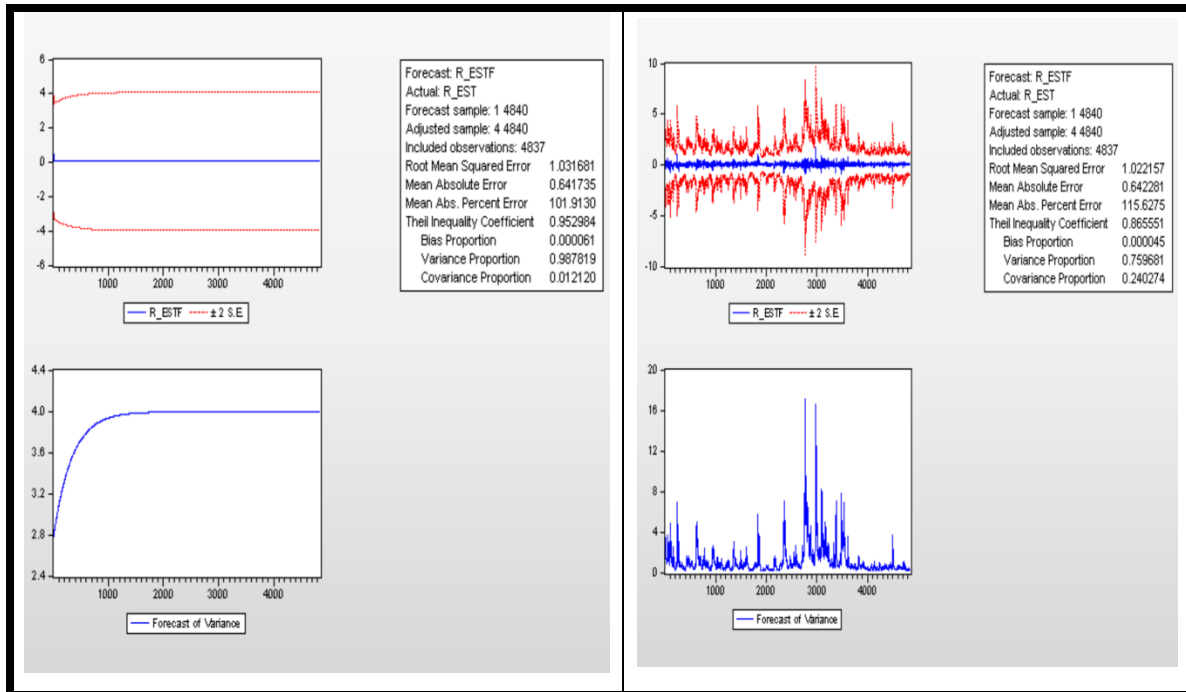 6
4
2
0
-2
-4
-6
1000 2000 3000 4000
R_ESTF ± 2 S.E.
Forecast: R_ESTF
Actual: R_EST
Forecast sample: 1 4840
Adjusted sample: 4 4840
Included observations: 4837
Root Mean Squared Error 1.031681
Mean Absolute Error 0.641735
Mean Abs. Percent Error 101.9130
Theil Inequality Coefficient 0.952984
Bias Proportion 0.000061
Variance Proportion 0.987819
Covariance Proportion 0.012120
4.4
4.0
3.6
3.2
2.8
2.4
1000 2000 3000 4000
Forecast of Variance
10
5
0
-5
-10
1000 2000 3000 4000
R_ESTF ± 2 S.E.
Forecast: R_ESTF
Actual: R_EST
Forecast sample: 1 4840
Adjusted sample: 4 4840
Included observations: 4837
Root Mean Squared Error 1.022157
Mean Absolute Error 0.642281
Mean Abs. Percent Error 115.6275
Theil Inequality Coefficient 0.865551
Bias Proportion 0.000045
Variance Proportion 0.759681
Covariance Proportion 0.240274
20
16
12
8
4
0
1000 2000 3000 4000
Forecast of Variance